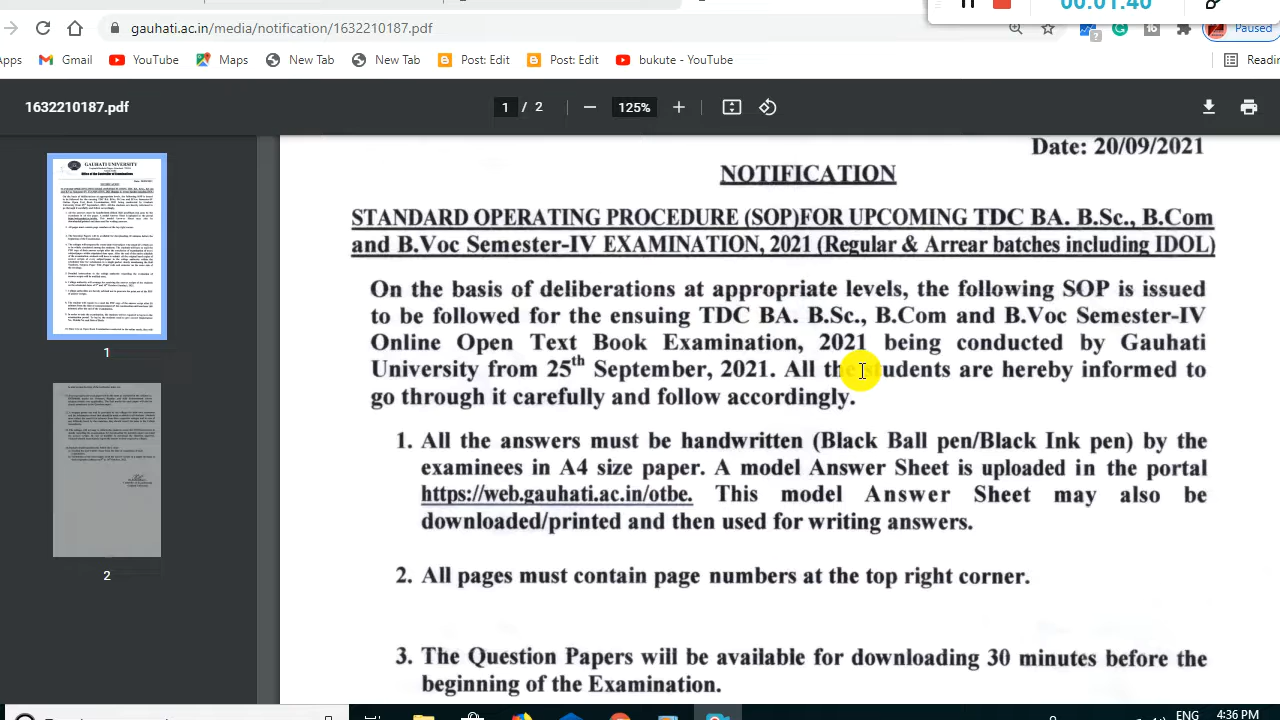 00:01:40
gauhati.ac.in/media/notification/1632210187.pdf
Paused
Apps Gmail YouTube Maps New Tab New Tab Post: Edit Post: Edit bukute - YouTube Readin
1632210187.pdf
1 / 2
125%
GAUHATI UNIVERSITY
1
2
Date: 20/09/2021
NOTIFICATION
STANDARD OPERATING PROCEDURE (SOP FOR UPCOMING TDC BA. B.Sc., B.Com
and B.Voc Semester-IV EXAMINATION, 2021 (Regular & Arrear batches including IDOL)
On the basis of deliberations at appropriate levels, the following SOP is issued
to be followed for the ensuing TDC BA. B.Sc., B.Com and B.Voc Semester-IV
Online Open Text Book Examination, 2021 being conducted by Gauhati
University from 25th September, 2021. All the students are hereby informed to
go through it carefully and follow accordingly.
1. All the answers must be handwritten (Black Ball pen/Black Ink pen) by the
examinees in A4 size paper. A model Answer Sheet is uploaded in the portal
https://web.gauhati.ac.in/otbe. This model Answer Sheet may also be
downloaded/printed and then used for writing answers.
2. All pages must contain page numbers at the top right corner.
3. The Question Papers will be available for downloading 30 minutes before the
beginning of the Examination.
ENG
4:36 PM